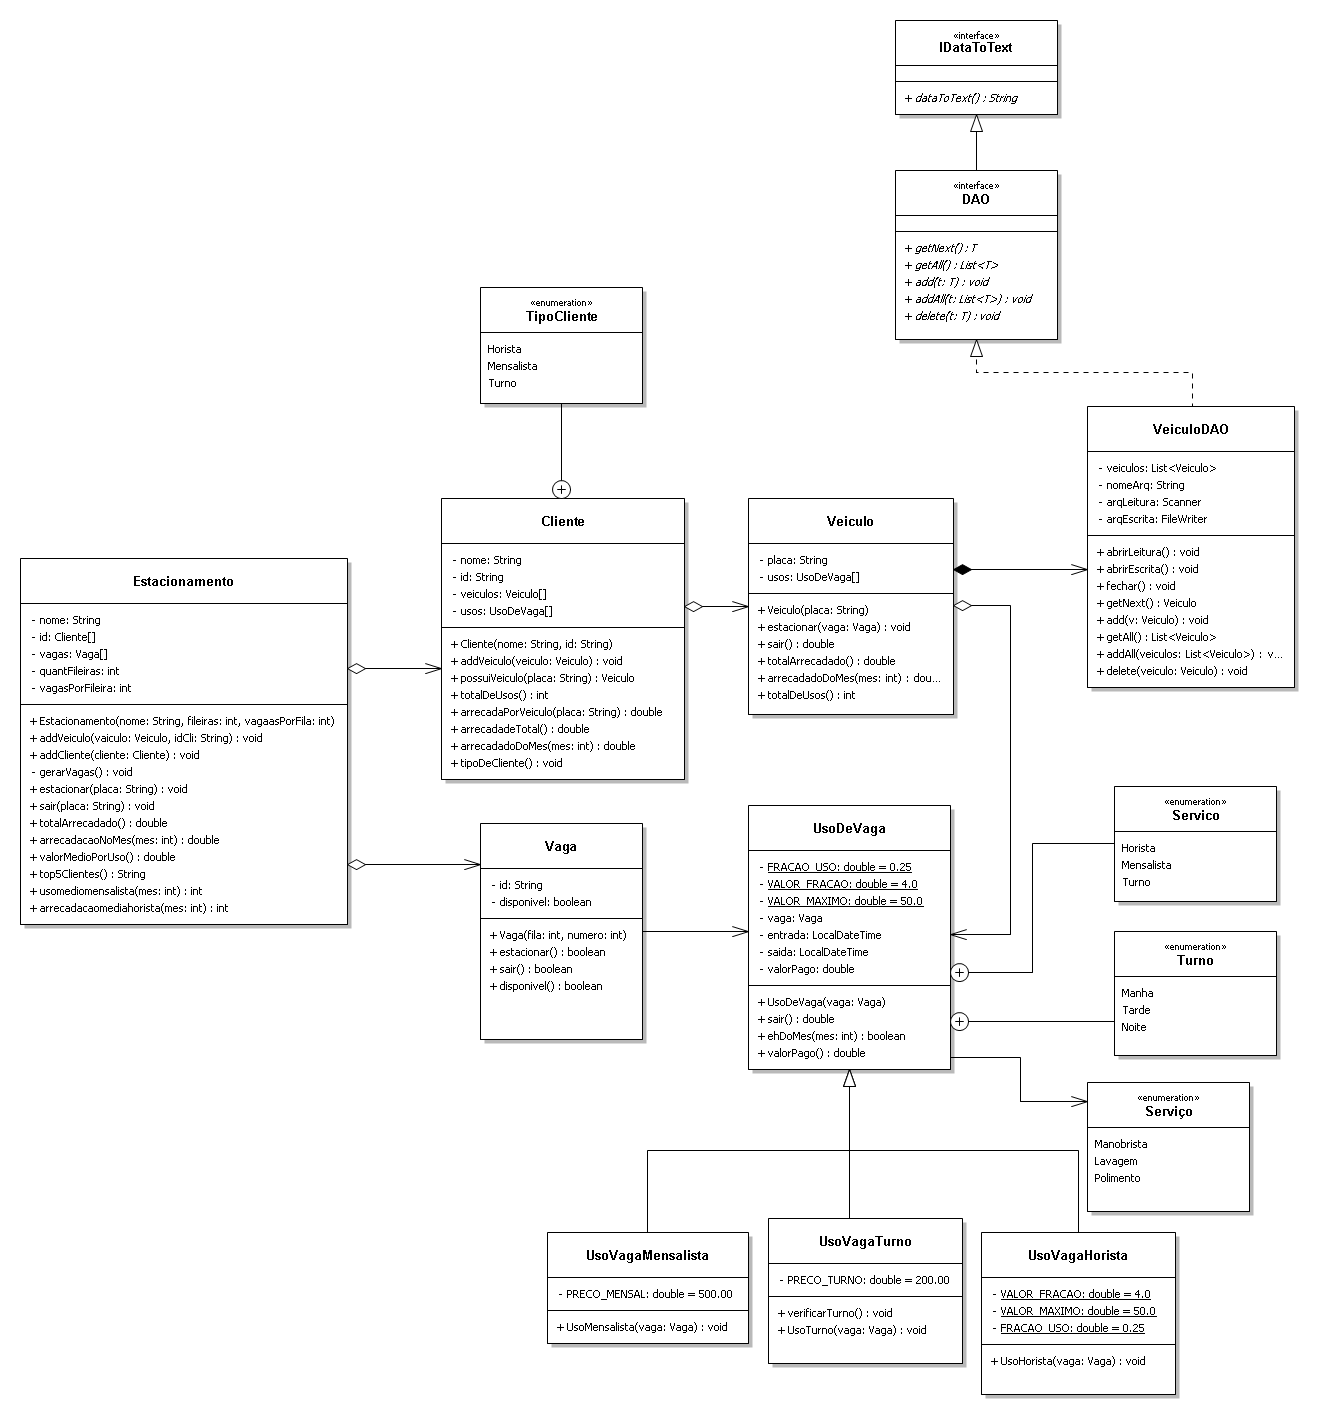 «interface»
IDataToText
+ dataToText() : String
«interface»
DAO
+ getNext() : T
+ getAll() : List<T>
+ add(t: T) : void
+ addAll(t: List<T>) : void
+ delete(t: T) : void
«enumeration»
TipoCliente
Horista
Mensalista
Turno
VeiculoDAO
- veiculos: List<Veiculo>
- nomeArq: String
- arqLeitura: Scanner
- arqEscrita: FileWriter
+ abrirLeitura() : void
+ abrirEscrita() : void
+ fechar() : void
+ getNext() : Veiculo
+ add(v: Veiculo) : void
+ getAll() : List<Veiculo>
+ addAll(veiculos: List<Veiculo>) : v...
+ delete(veiculo: Veiculo) : void
Cliente
- nome: String
- id: String
- veiculos: Veiculo[]
- usos: UsoDeVaga[]
+ Cliente(nome: String, id: String)
+ addVeiculo(veiculo: Veiculo) : void
+ possuiVeiculo(placa: String) : Veiculo
+ totalDeUsos() : int
+ arrecadaPorVeiculo(placa: String) : double
+ arrecadadeTotal() : double
+ arrecadadoDoMes(mes: int) : double
+ tipoDeCliente() : void
Veiculo
- placa: String
- usos: UsoDeVaga[]
+ Veiculo(placa: String)
+ estacionar(vaga: Vaga) : void
+ sair() : double
+ totalArrecadado() : double
+ arrecadadoDoMes(mes: int) : dou...
+ totalDeUsos() : int
Estacionamento
- nome: String
- id: Cliente[]
- vagas: Vaga[]
- quantFileiras: int
- vagasPorFileira: int
+ Estacionamento(nome: String, fileiras: int, vagaasPorFila: int)
+ addVeiculo(vaiculo: Veiculo, idCli: String) : void
+ addCliente(cliente: Cliente) : void
- gerarVagas() : void
+ estacionar(placa: String) : void
+ sair(placa: String) : void
+ totalArrecadado() : double
+ arrecadacaoNoMes(mes: int) : double
+ valorMedioPorUso() : double
+ top5Clientes() : String
+ usomediomensalista(mes: int) : int
+ arrecadacaomediahorista(mes: int) : int
Vaga
- id: String
- disponivel: boolean
+ Vaga(fila: int, numero: int)
+ estacionar() : boolean
+ sair() : boolean
+ disponivel() : boolean
UsoDeVaga
- FRACAO_USO: double = 0.25
- VALOR_FRACAO: double = 4.0
- VALOR_MAXIMO: double = 50.0
- vaga: Vaga
- entrada: LocalDateTime
- saida: LocalDateTime
- valorPago: double
+ UsoDeVaga(vaga: Vaga)
+ sair() : double
+ ehDoMes(mes: int) : boolean
+ valorPago() : double
«enumeration»
Servico
Horista
Mensalista
Turno
«enumeration»
Turno
Manha
Tarde
Noite
«enumeration»
Serviço
Manobrista
Lavagem
Polimento
UsoVagaMensalista
- PRECO_MENSAL: double = 500.00
+ UsoMensalista(vaga: Vaga) : void
UsoVagaTurno
- PRECO_TURNO: double = 200.00
+ verificarTurno() : void
+ UsoTurno(vaga: Vaga) : void
UsoVagaHorista
- VALOR_FRACAO: double = 4.0
- VALOR_MAXIMO: double = 50.0
- FRACAO_USO: double = 0.25
+ UsoHorista(vaga: Vaga) : void